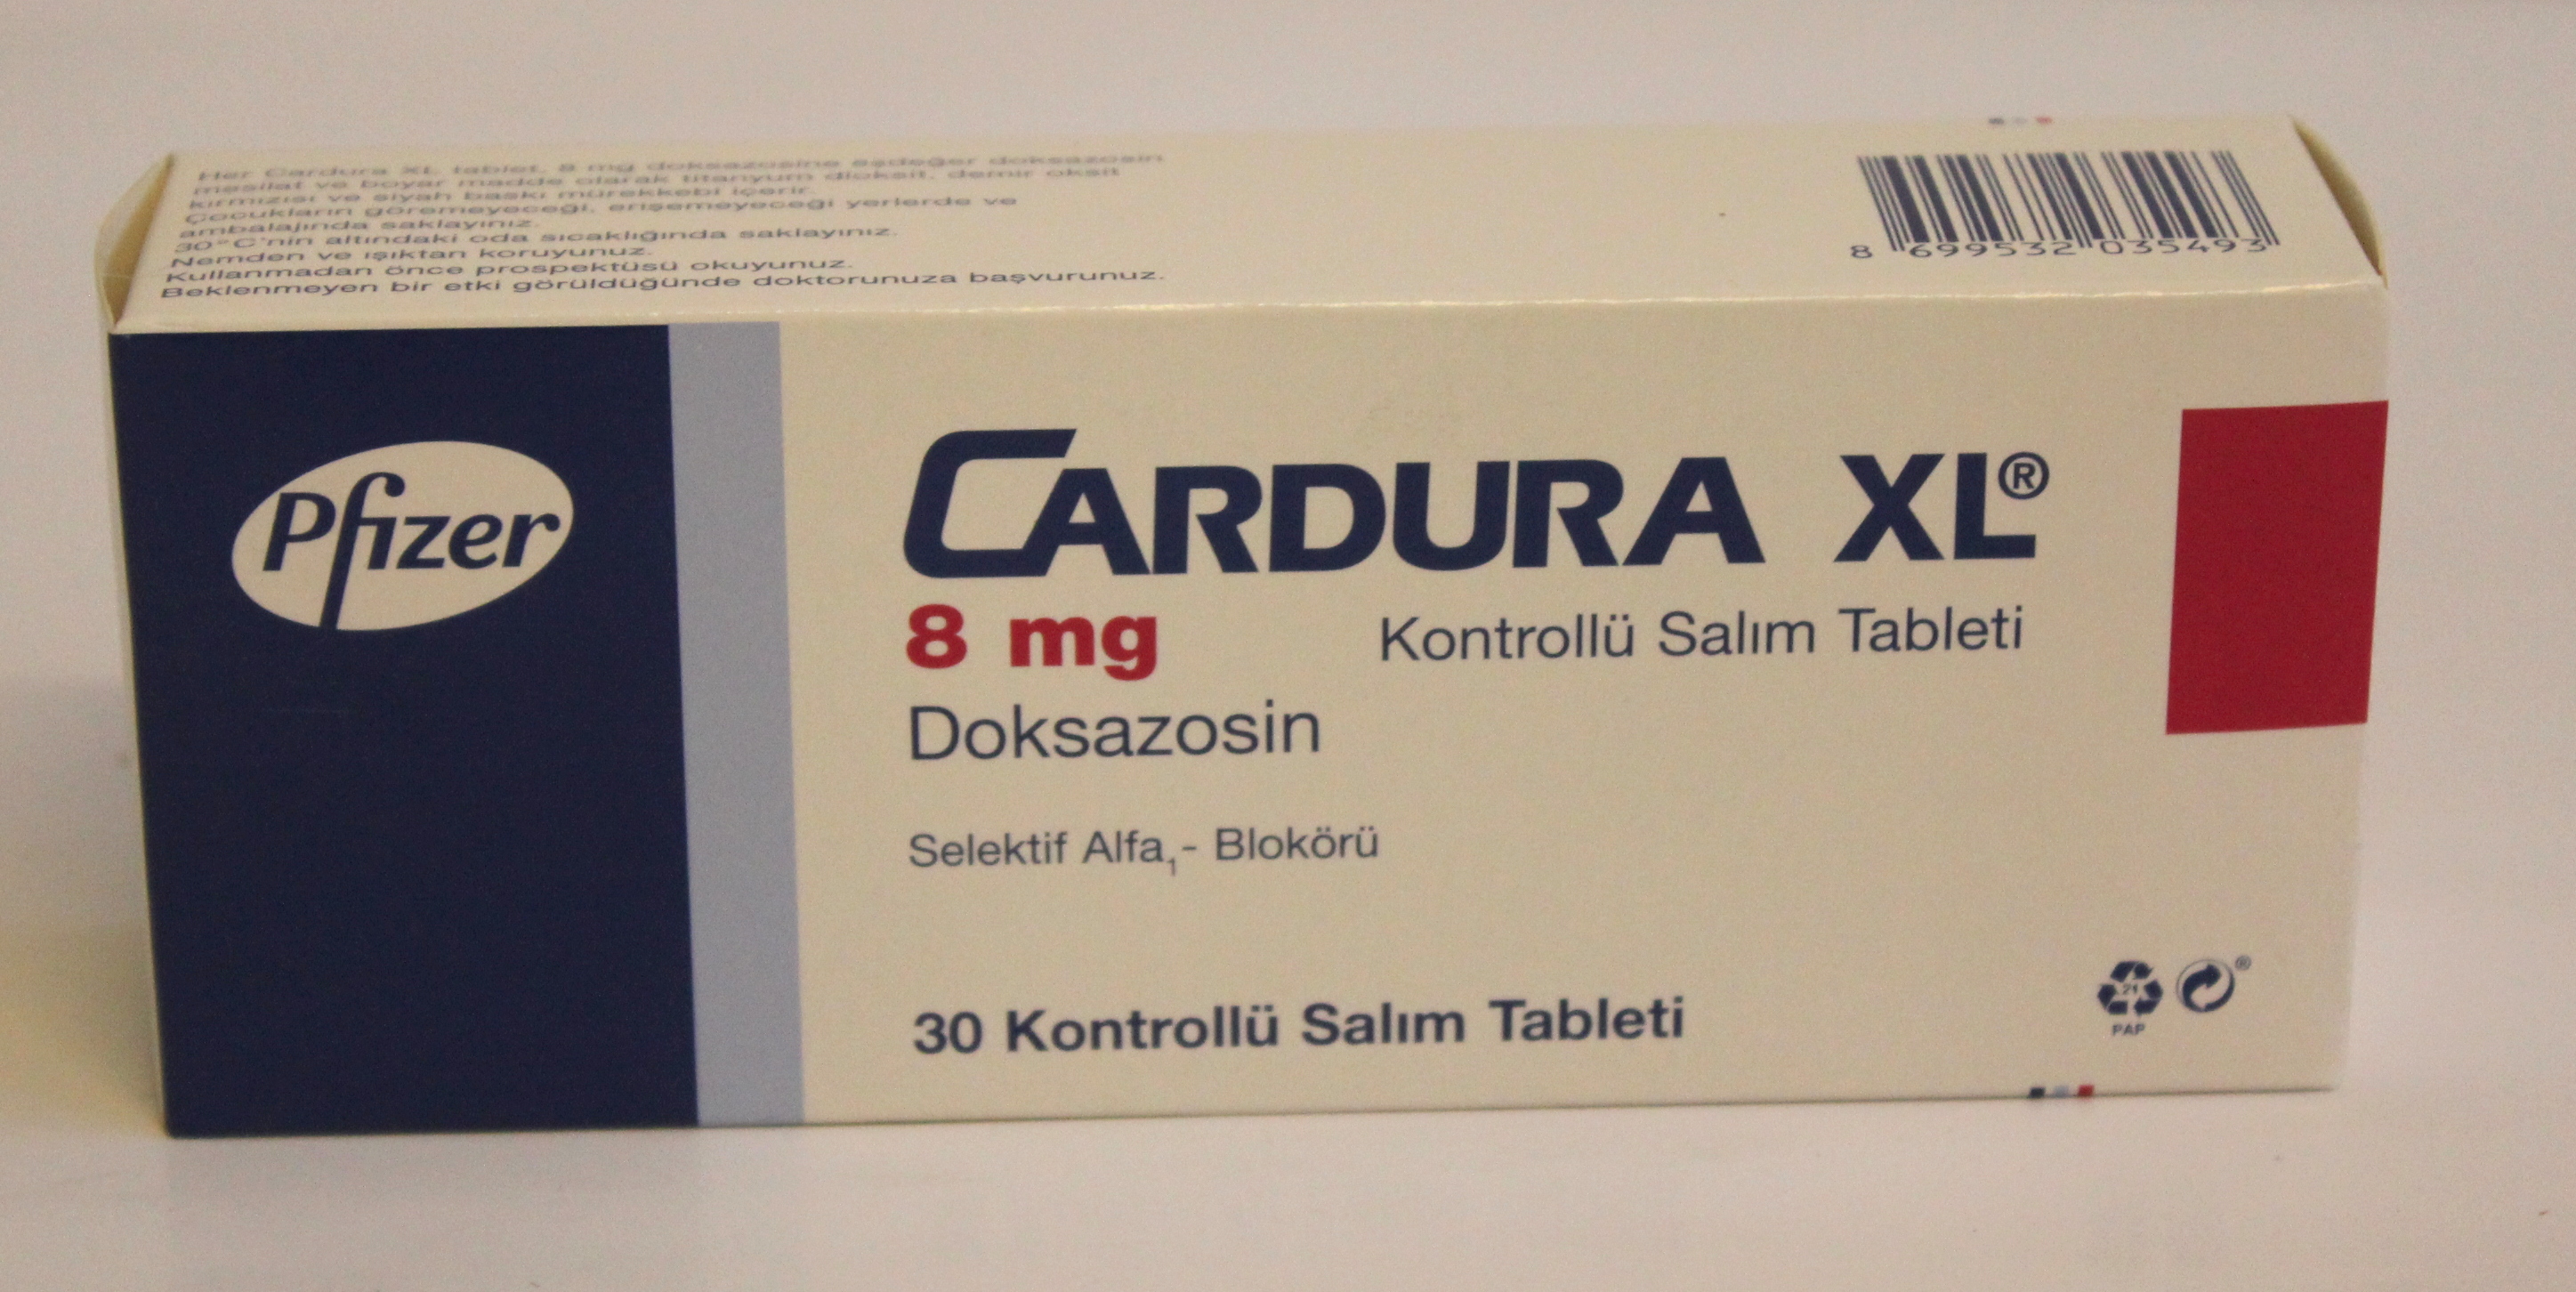 Her Cardura XL tablet, 8 mg doksazosine eşdeğer doksazosin
mesilat ve boyar madde olarak titanyum dioksit, demir oksit
kırmızısı ve siyah baskı mürekkebi içerir.
Çocukların göremeyeceği, erişemeyeceği yerlerde ve
ambalajında saklayınız.
30°C'nin altındaki oda sıcaklığında saklayınız.
Nemden ve ışıktan koruyunuz.
Kullanmadan önce prospektüsü okuyunuz.
Beklenmeyen bir etki görüldüğünde doktorunuza başvurunuz.
8 699532 035493
Pfizer
CARDURA XL®
8 mg Kontrollü Salım Tableti
Doksazosin
Selektif Alfa₁- Blokörü
30 Kontrollü Salım Tableti
21
PAP
®